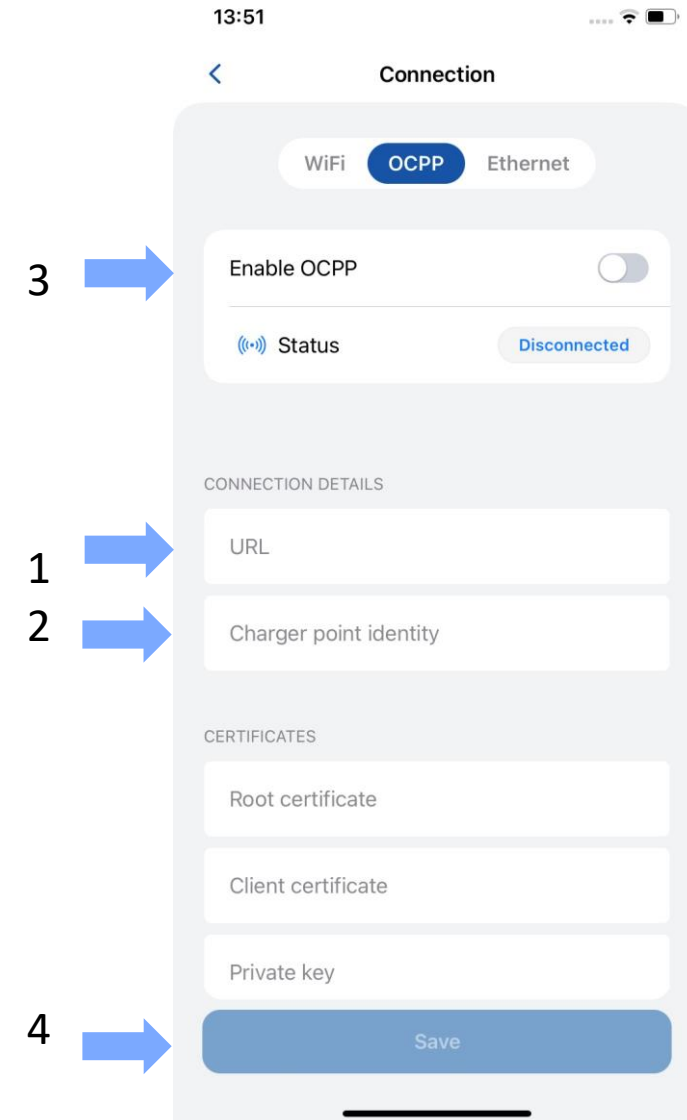 13:51
Connection
WiFi OCPP Ethernet
3 Enable OCPP
Status Disconnected
CONNECTION DETAILS
1 URL
2 Charger point identity
CERTIFICATES
Root certificate
Client certificate
Private key
4 Save